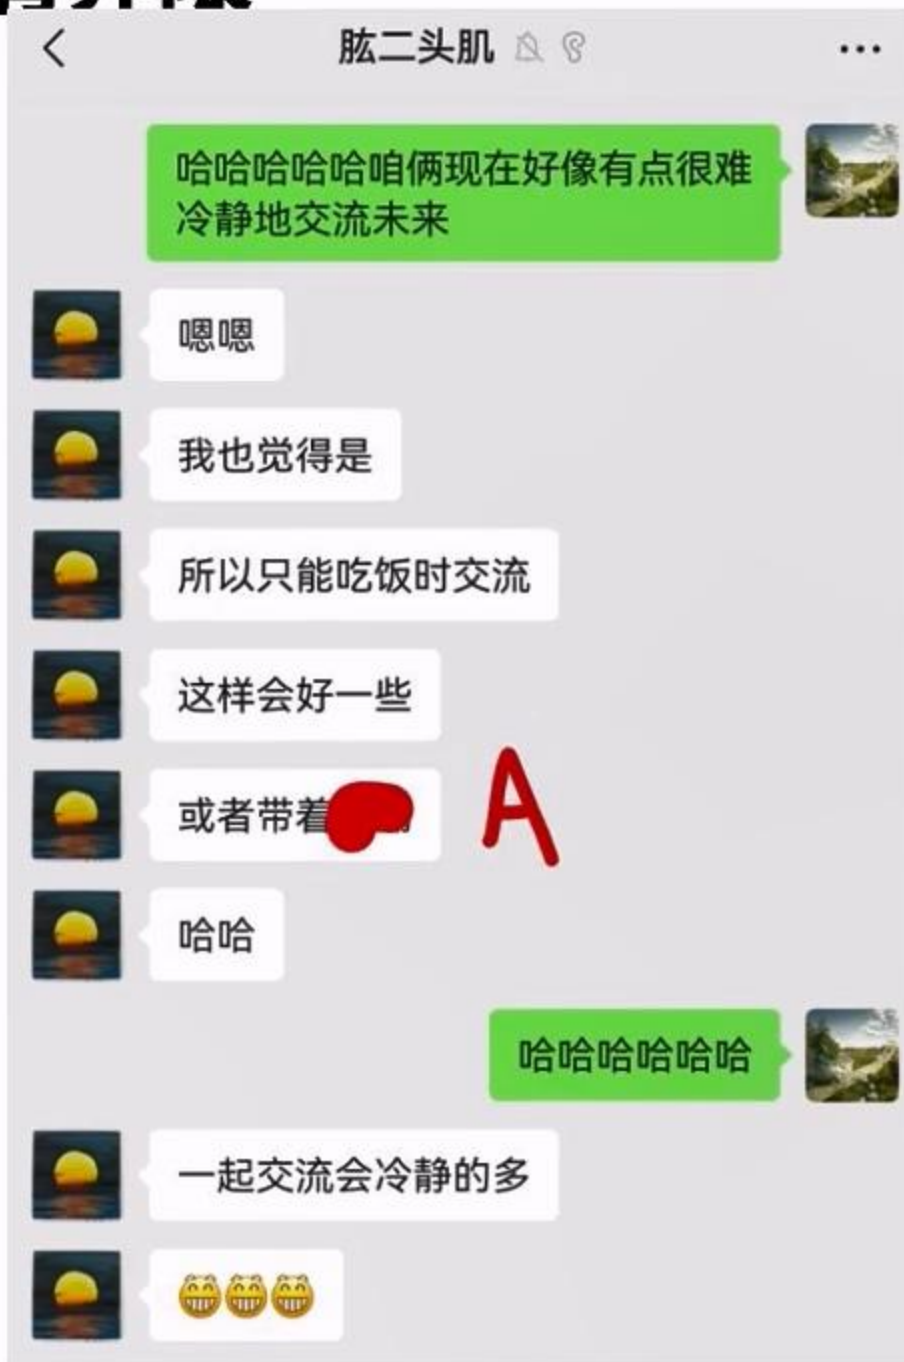 肱二头肌
哈哈哈哈哈咱俩现在好像有点很难
冷静地交流未来
嗯嗯
我也觉得是
所以只能吃饭时交流
这样会好一些
或者带着
A
哈哈
哈哈哈哈哈哈
一起交流会冷静的多